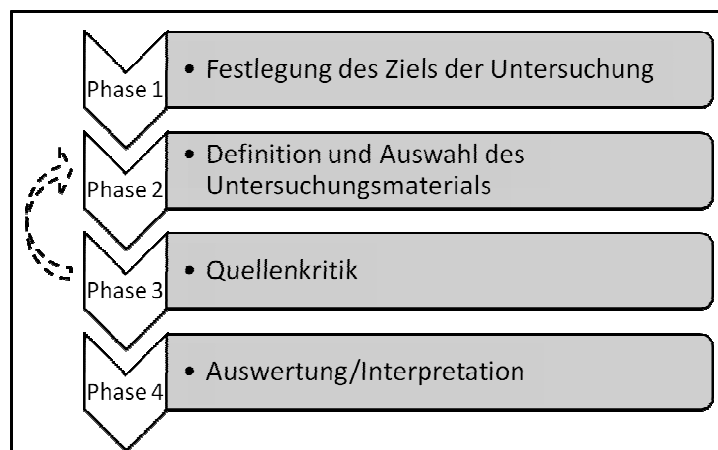 Phase 1
• Festlegung des Ziels der Untersuchung
Phase 2
• Definition und Auswahl des
Untersuchungsmaterials
Phase 3
• Quellenkritik
Phase 4
• Auswertung/Interpretation